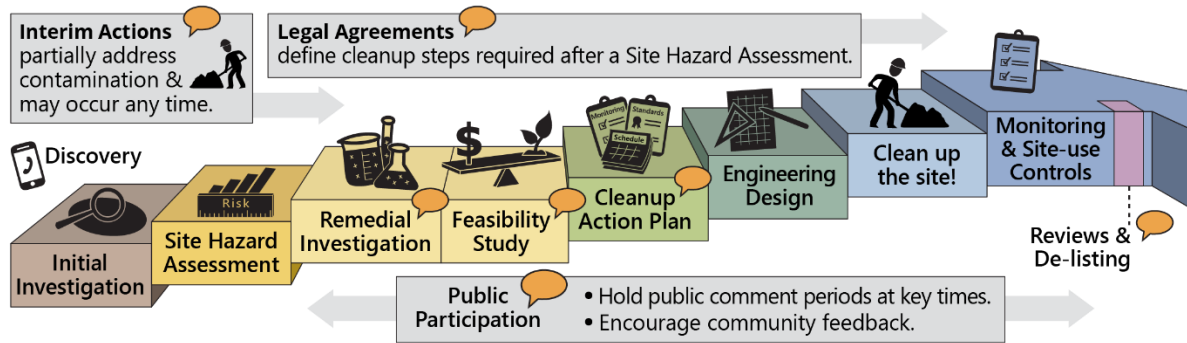 Interim Actions
partially address
contamination &
may occur any time.
Legal Agreements
define cleanup steps required after a Site Hazard Assessment.
Discovery
Initial
Investigation
Risk
Site Hazard
Assessment
Remedial
Investigation
$
Feasibility
Study
Monitoring
Standards
Schedule
Cleanup
Action Plan
Engineering
Design
Clean up
the site!
Monitoring
& Site-use
Controls
Reviews &
De-listing
Public
Participation
• Hold public comment periods at key times.
• Encourage community feedback.